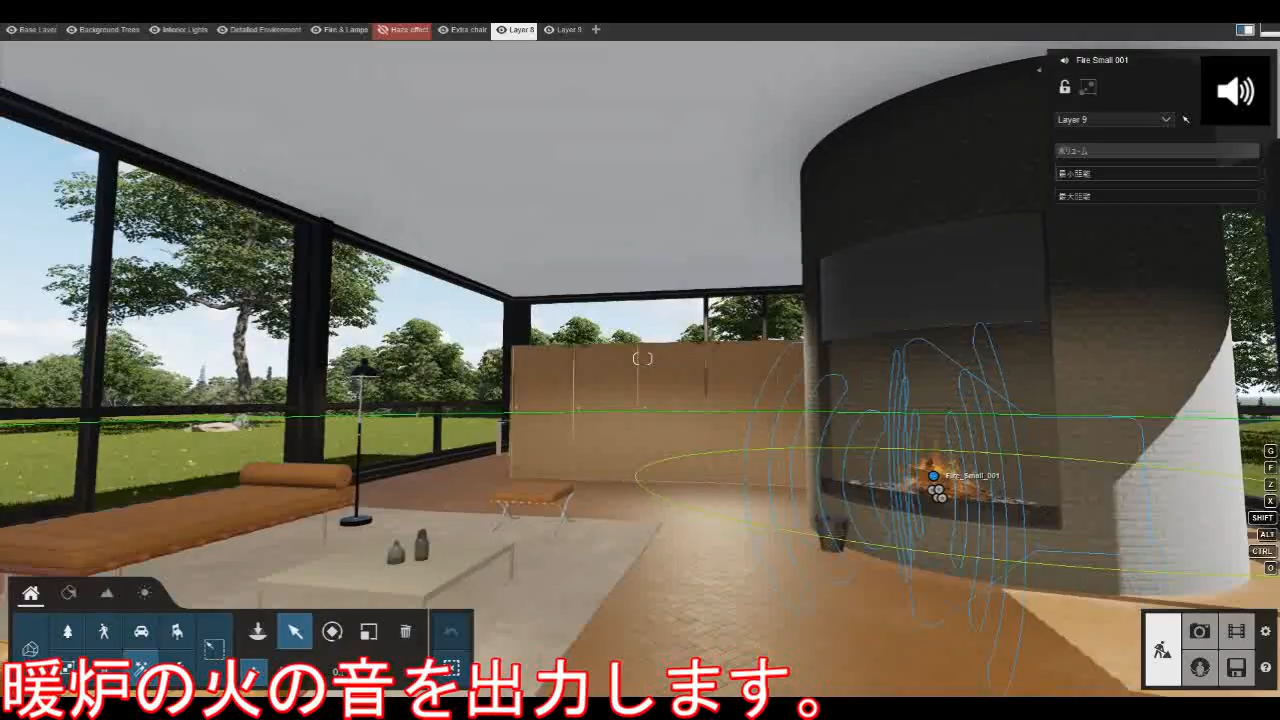 Base Layer
Background Trees
Interior Lights
Detailed Environment
Fire & Lamps
Haze effect
Extra chair
Layer 8
Layer 9
Fire Small 001
Layer 9
ボリューム
最小距離
最大距離
Fire_Small_001
G
F
Z
X
SHIFT
ALT
CTRL
O
暖炉の火の音を出力します。